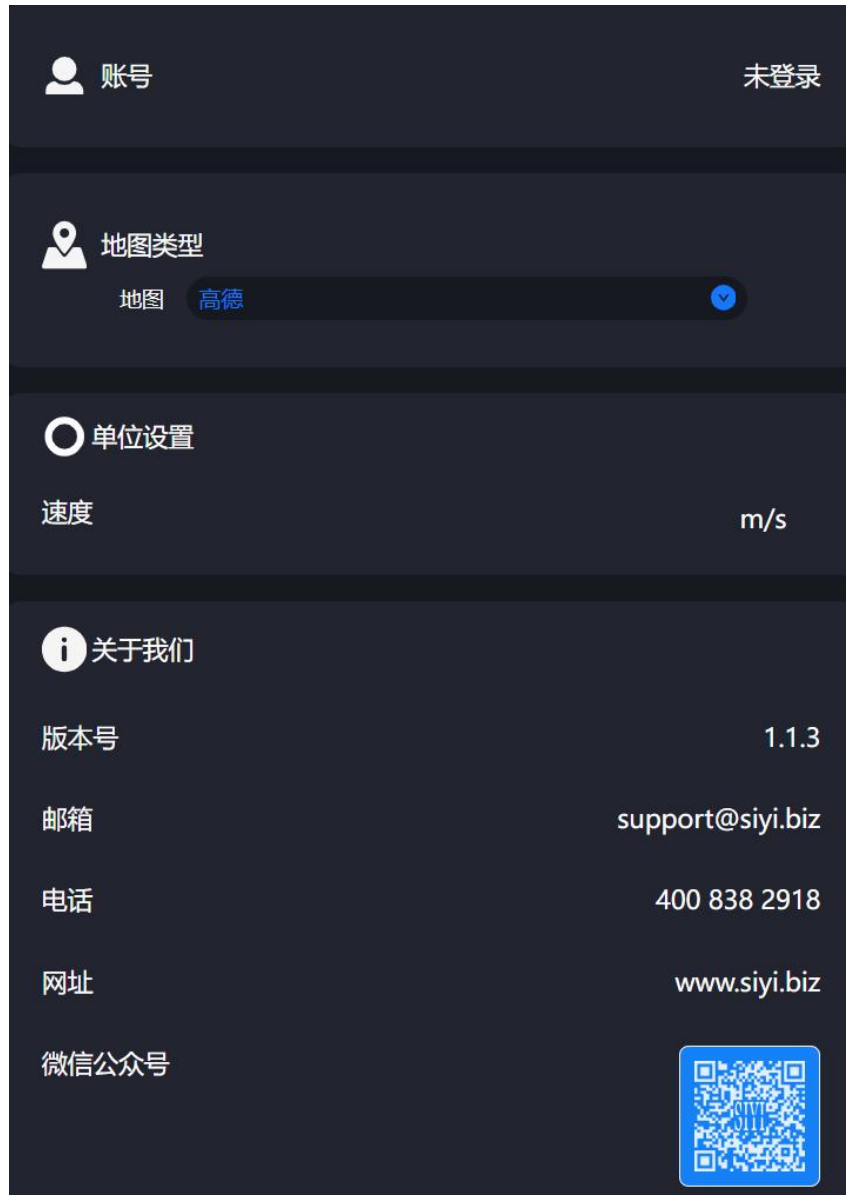 账号 未登录
地图类型
地图 高德
单位设置
速度 m/s
关于我们
版本号 1.1.3
邮箱 support@siyi.biz
电话 400 838 2918
网址 www.siyi.biz
微信公众号
SIYI